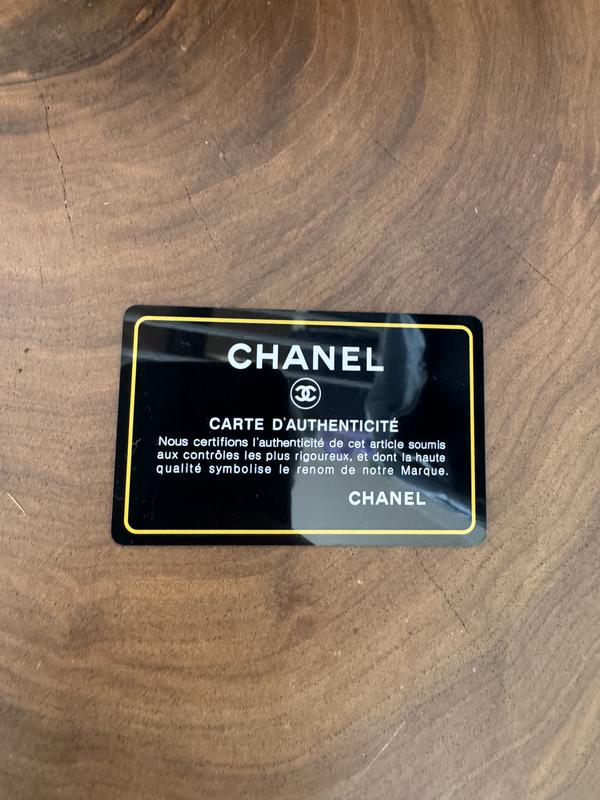 CHANEL
CARTE D'AUTHENTICITÉ
Nous certifions l'authenticité de cet article soumis
aux contrôles les plus rigoureux, et dont la haute
qualité symbolise le renom de notre Marque.
CHANEL